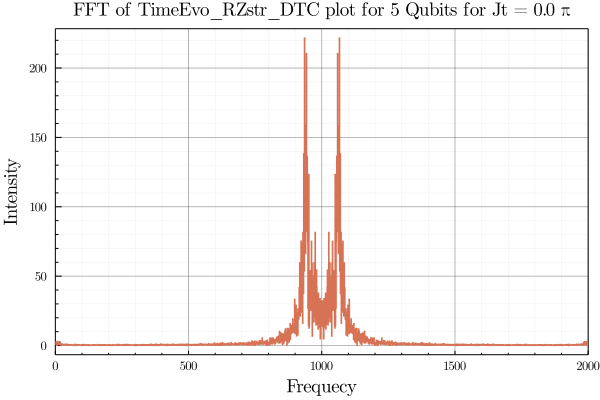 FFT of TimeEvo_RZstr_DTC plot for 5 Qubits for Jt = 0.0 π
Intensity
200
150
100
50
0
0 500 1000 1500 2000
Frequecy